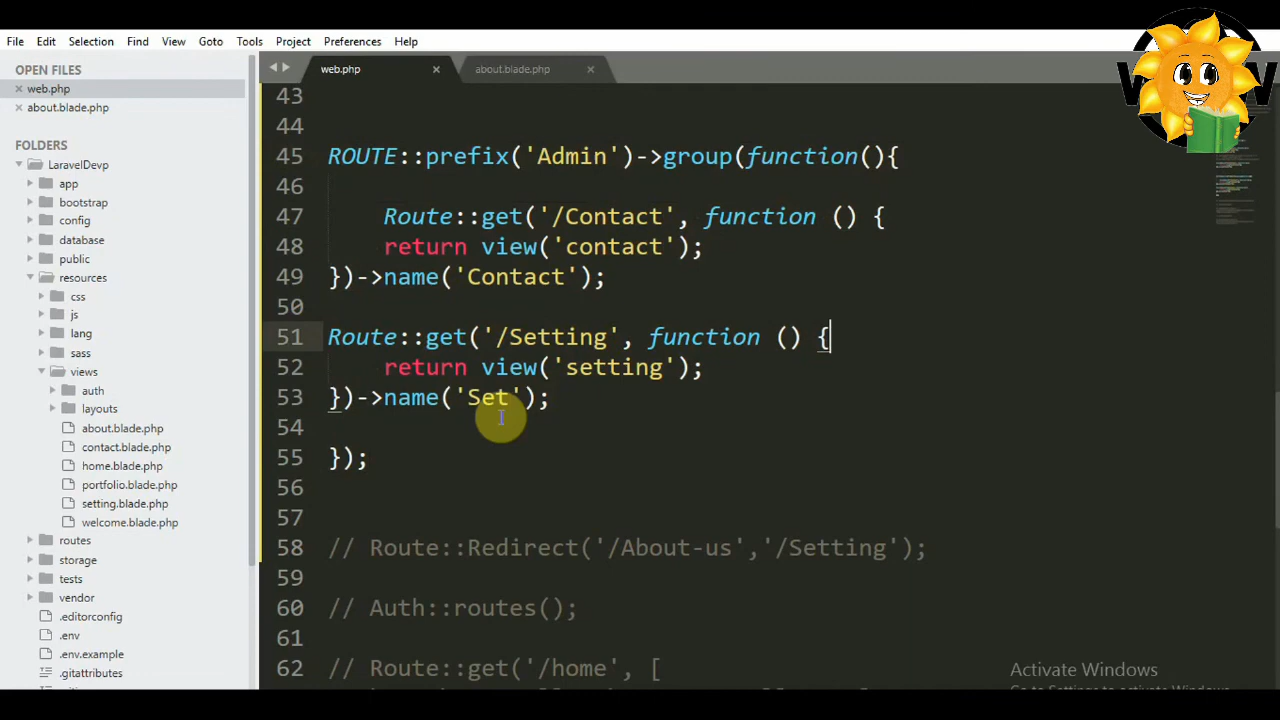 File Edit Selection Find View Goto Tools Project Preferences Help
OPEN FILES
web.php
about.blade.php
FOLDERS
LaravelDevp
app
bootstrap
config
database
public
resources
css
js
lang
sass
views
auth
layouts
about.blade.php
contact.blade.php
home.blade.php
portfolio.blade.php
setting.blade.php
welcome.blade.php
routes
storage
tests
vendor
.editorconfig
.env
.env.example
.gitattributes
web.php about.blade.php
43
44
45 ROUTE::prefix('Admin')->group(function(){
46
47 Route::get('/Contact', function () {
48 return view('contact');
49 })->name('Contact');
50
51 Route::get('/Setting', function () {
52 return view('setting');
53 })->name('Set');
54
55 });
56
57
58 // Route::Redirect('/About-us','/Setting');
59
60 // Auth::routes();
61
62 // Route::get('/home', [
Activate Windows
Go to Settings to activate Windows